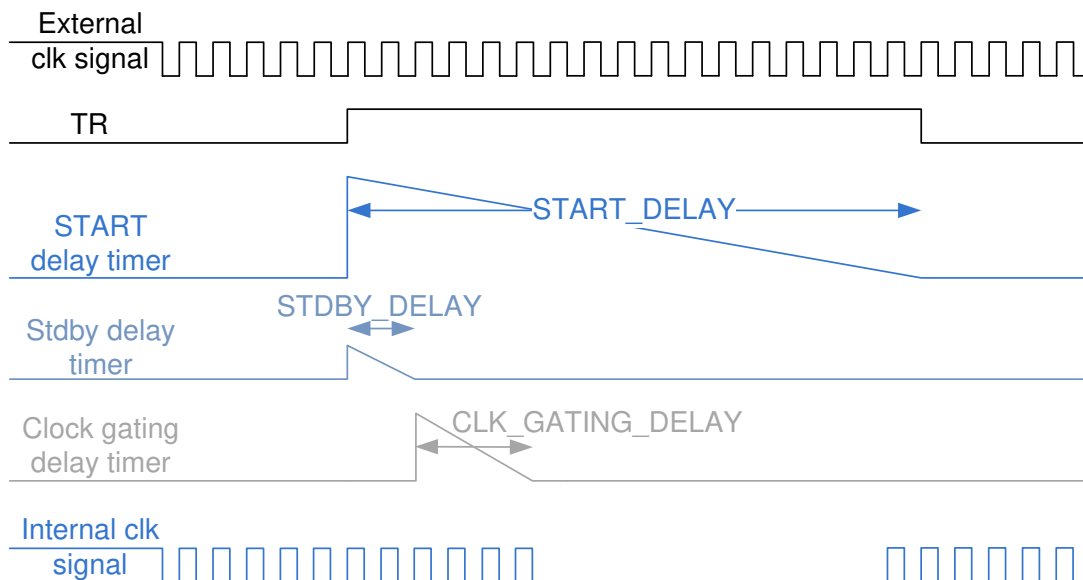 External
clk signal
TR
START_DELAY
START
delay timer
STDBY_DELAY
Stdby delay
timer
CLK_GATING_DELAY
Clock gating
delay timer
Internal clk
signal